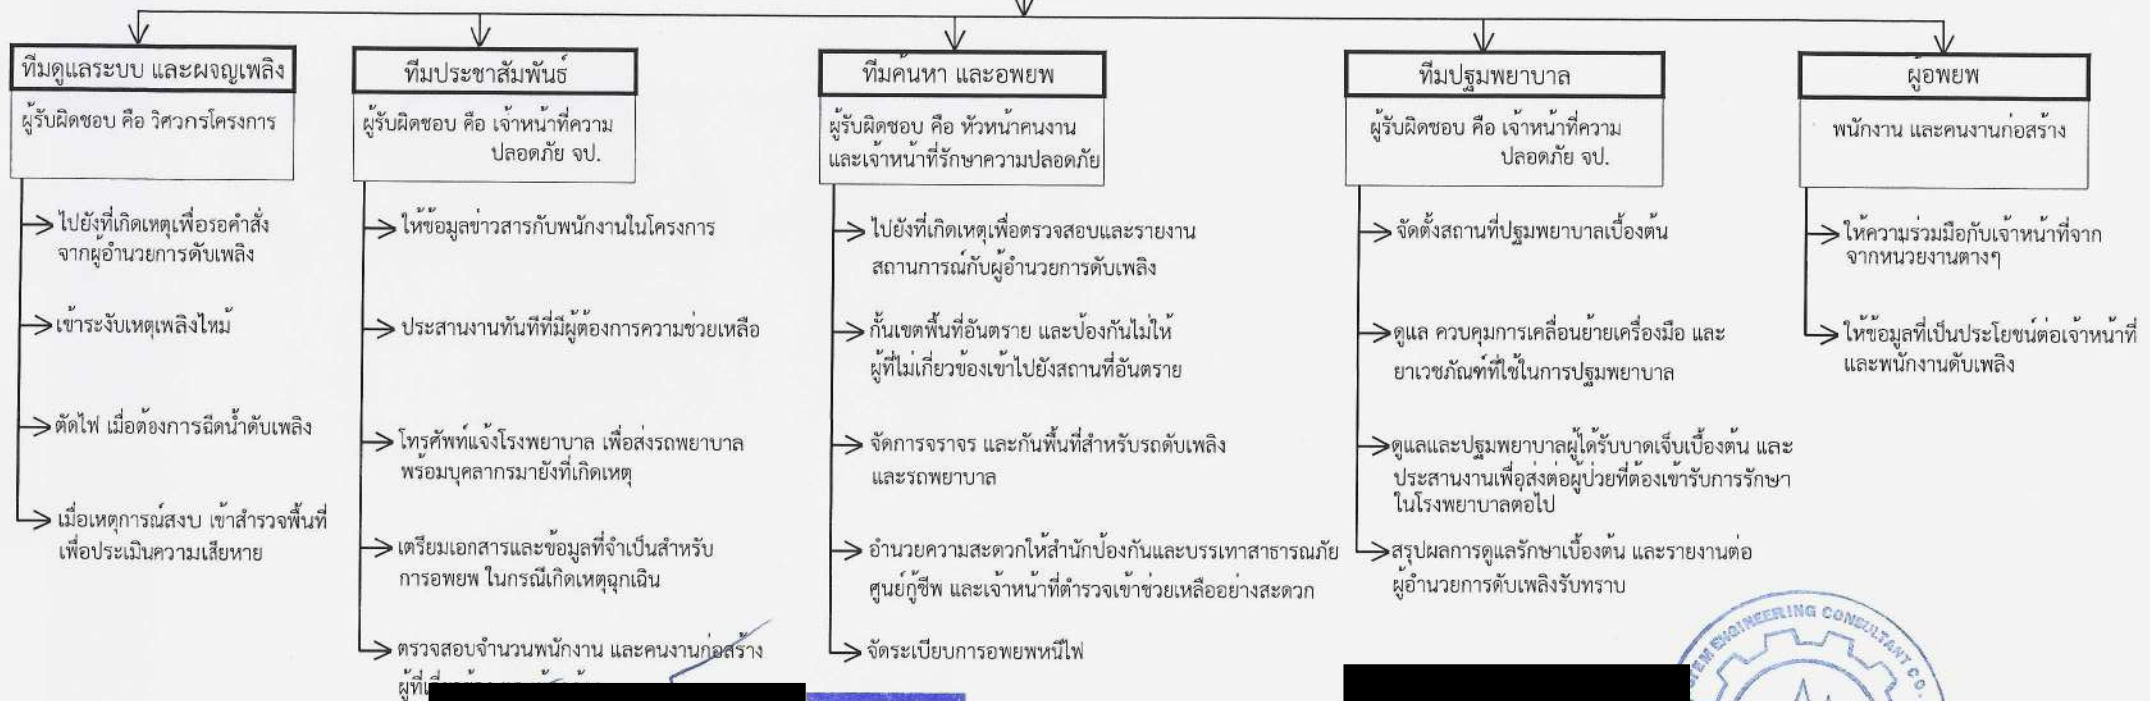 ทีมดูแลระบบ และผจญเพลิง
ผู้รับผิดชอบ คือ วิศวกรโครงการ
ไปยังที่เกิดเหตุเพื่อรอคำสั่ง
จากผู้อำนวยการดับเพลิง
เข้าระงับเหตุเพลิงไหม้
ตัดไฟ เมื่อต้องการฉีดน้ำดับเพลิง
เมื่อเหตุการณ์สงบ เข้าสำรวจพื้นที่
เพื่อประเมินความเสียหาย
ทีมประชาสัมพันธ์
ผู้รับผิดชอบ คือ เจ้าหน้าที่ความ
ปลอดภัย จป.
ให้ข้อมูลข่าวสารกับพนักงานในโครงการ
ประสานงานทันทีที่มีผู้ต้องการความช่วยเหลือ
โทรศัพท์แจ้งโรงพยาบาล เพื่อส่งรถพยาบาล
พร้อมบุคลากรมายังที่เกิดเหตุ
เตรียมเอกสารและข้อมูลที่จำเป็นสำหรับ
การอพยพ ในกรณีเกิดเหตุฉุกเฉิน
ตรวจสอบจำนวนพนักงาน และคนงานก่อสร้าง
ทีมค้นหา และอพยพ
ผู้รับผิดชอบ คือ หัวหน้าคนงาน
และเจ้าหน้าที่รักษาความปลอดภัย
ไปยังที่เกิดเหตุเพื่อตรวจสอบและรายงาน
สถานการณ์กับผู้อำนวยการดับเพลิง
กั้นเขตพื้นที่อันตราย และป้องกันไม่ให้
ผู้ที่ไม่เกี่ยวข้องเข้าไปยังสถานที่อันตราย
จัดการจราจร และกันพื้นที่สำหรับรถดับเพลิง
และรถพยาบาล
อำนวยความสะดวกให้สำนักป้องกันและบรรเทาสาธารณภัย
ศูนย์กู้ชีพ และเจ้าหน้าที่ตำรวจเข้าช่วยเหลืออย่างสะดวก
จัดระเบียบการอพยพหนีไฟ
ทีมปฐมพยาบาล
ผู้รับผิดชอบ คือ เจ้าหน้าที่ความ
ปลอดภัย จป.
จัดตั้งสถานที่ปฐมพยาบาลเบื้องต้น
ดูแล ควบคุมการเคลื่อนย้ายเครื่องมือ และ
ยาเวชภัณฑ์ที่ใช้ในการปฐมพยาบาล
ดูแลและปฐมพยาบาลผู้ได้รับบาดเจ็บเบื้องต้น และ
ประสานงานเพื่อส่งต่อผู้ป่วยที่ต้องเข้ารับการรักษา
ในโรงพยาบาลต่อไป
สรุปผลการดูแลรักษาเบื้องต้น และรายงานต่อ
ผู้อำนวยการดับเพลิงรับทราบ
ผู้อพยพ
พนักงาน และคนงานก่อสร้าง
ให้ความร่วมมือกับเจ้าหน้าที่จาก
จากหน่วยงานต่างๆ
ให้ข้อมูลที่เป็นประโยชน์ต่อเจ้าหน้าที่
และพนักงานดับเพลิง
ENGINEERING CONSULTANT CO.